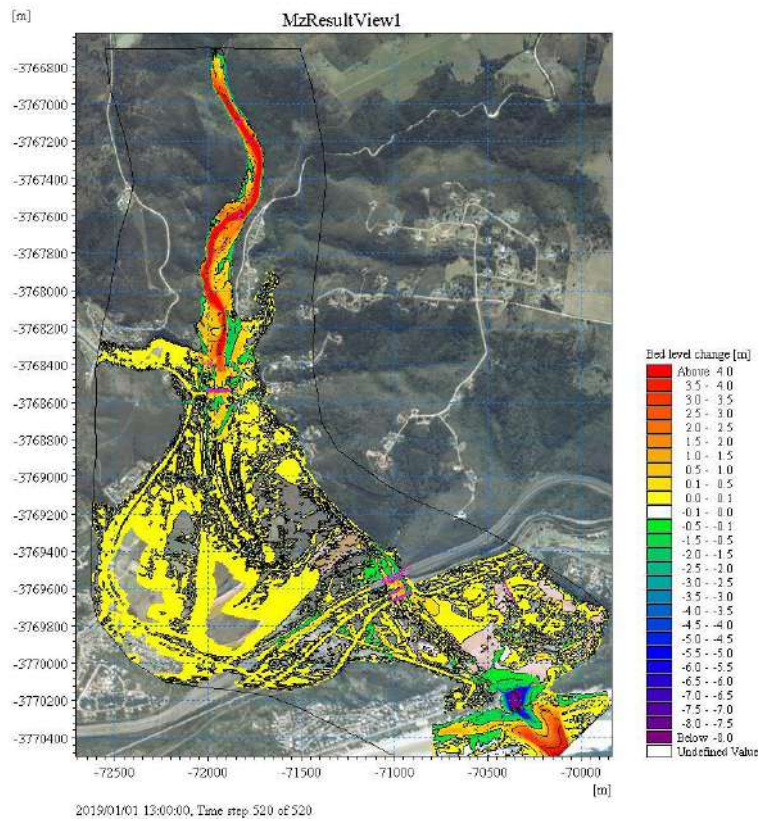 MzResultView1
[m]
-3766800
-3767000
-3767200
-3767400
-3767600
-3767800
-3768000
-3768200
-3768400
-3768600
-3768800
-3769000
-3769200
-3769400
-3769600
-3769800
-3770000
-3770200
-3770400
-72500
-72000
-71500
-71000
-70500
-70000
[m]
Bed level change [m]
Above 4.0
3.5 - 4.0
3.0 - 3.5
2.5 - 3.0
2.0 - 2.5
1.5 - 2.0
1.0 - 1.5
0.5 - 1.0
0.1 - 0.5
0.0 - 0.1
-0.1 - 0.0
-0.5 - -0.1
-1.0 - -0.5
-1.5 - -1.0
-2.0 - -1.5
-2.5 - -2.0
-3.0 - -2.5
-3.5 - -3.0
-4.0 - -3.5
-4.5 - -4.0
-5.0 - -4.5
-5.5 - -5.0
-6.0 - -5.5
-6.5 - -6.0
-7.0 - -6.5
-7.5 - -7.0
-8.0 - -7.5
Below -8.0
Undefined Value
2019/01/01 13:00:00, Time step 520 of 520